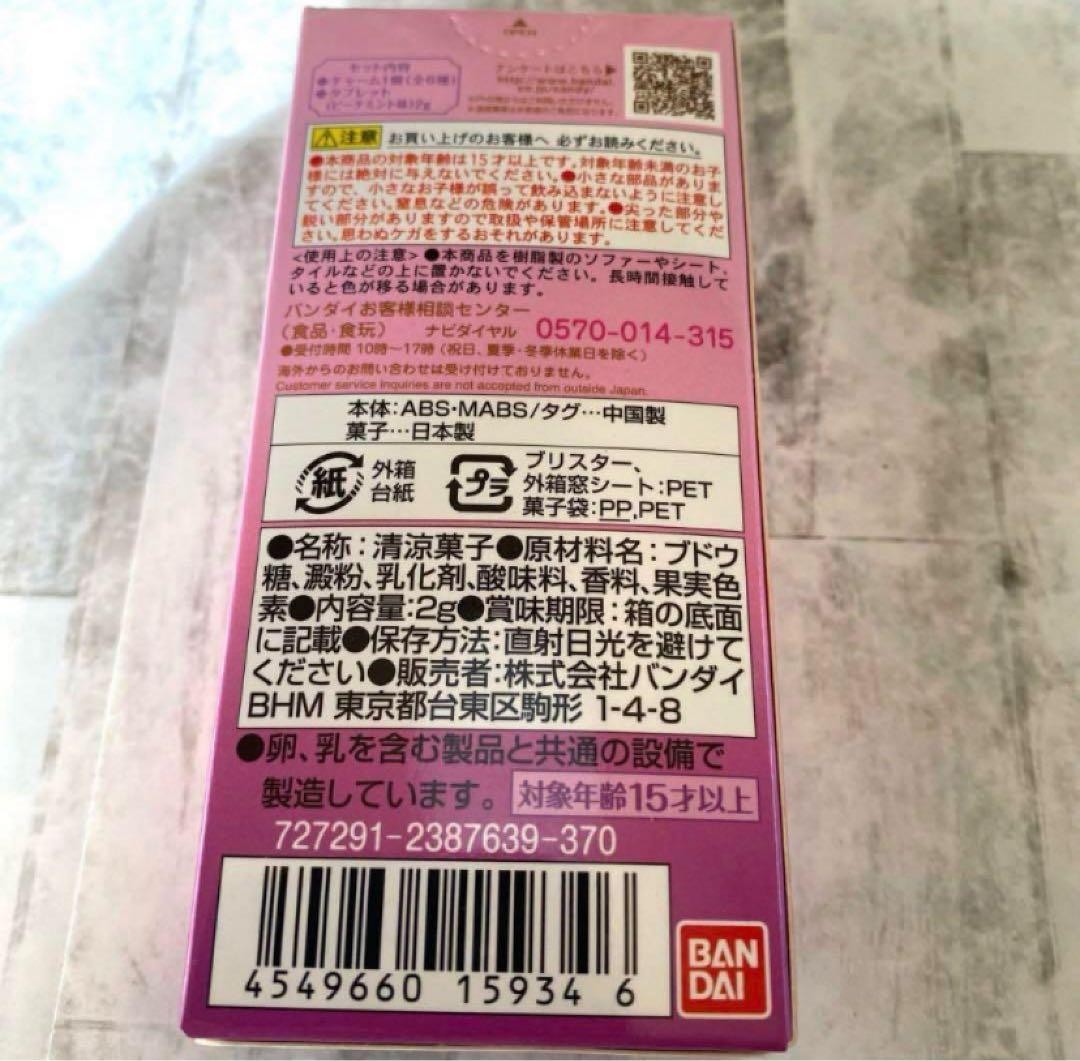 OPEN
セット内容
●チャーム1個(全6種)
●タブレット
(ピーチミント味)2g
アンケートはこちら▶
http://www.bandai.
co.jp/candy/
⚠注意 お買い上げのお客様へ 必ずお読みください。
●本商品の対象年齢は15才以上です。対象年齢未満のお子
様には絶対に与えないでください。●小さな部品がありま
すので、小さなお子様が誤って飲み込まないように注意し
てください。窒息などの危険があります。●尖った部分や
鋭い部分がありますので取扱や保管場所に注意してくだ
さい。思わぬケガをするおそれがあります。
<使用上の注意>●本商品を樹脂製のソファーやシート、
タイルなどの上に置かないでください。長時間接触して
いると色が移る場合があります。
バンダイお客様相談センター
(食品・食玩) ナビダイヤル 0570-014-315
●受付時間 10時〜17時(祝日、夏季・冬季休業日を除く)
海外からのお問い合わせは受け付けておりません。
Customer service inquiries are not accepted from outside Japan.
本体:ABS・MABS/タグ…中国製
菓子…日本製
紙 外箱
台紙
プラ ブリスター、
外箱窓シート:PET
菓子袋:PP,PET
●名称:清涼菓子●原材料名:ブドウ
糖、澱粉、乳化剤、酸味料、香料、果実色
素●内容量:2g●賞味期限:箱の底面
に記載●保存方法:直射日光を避けて
ください●販売者:株式会社バンダイ
BHM 東京都台東区駒形 1-4-8
●卵、乳を含む製品と共通の設備で
製造しています。 対象年齢15才以上
727291-2387639-370
4549660 15934 6
BAN
DAI